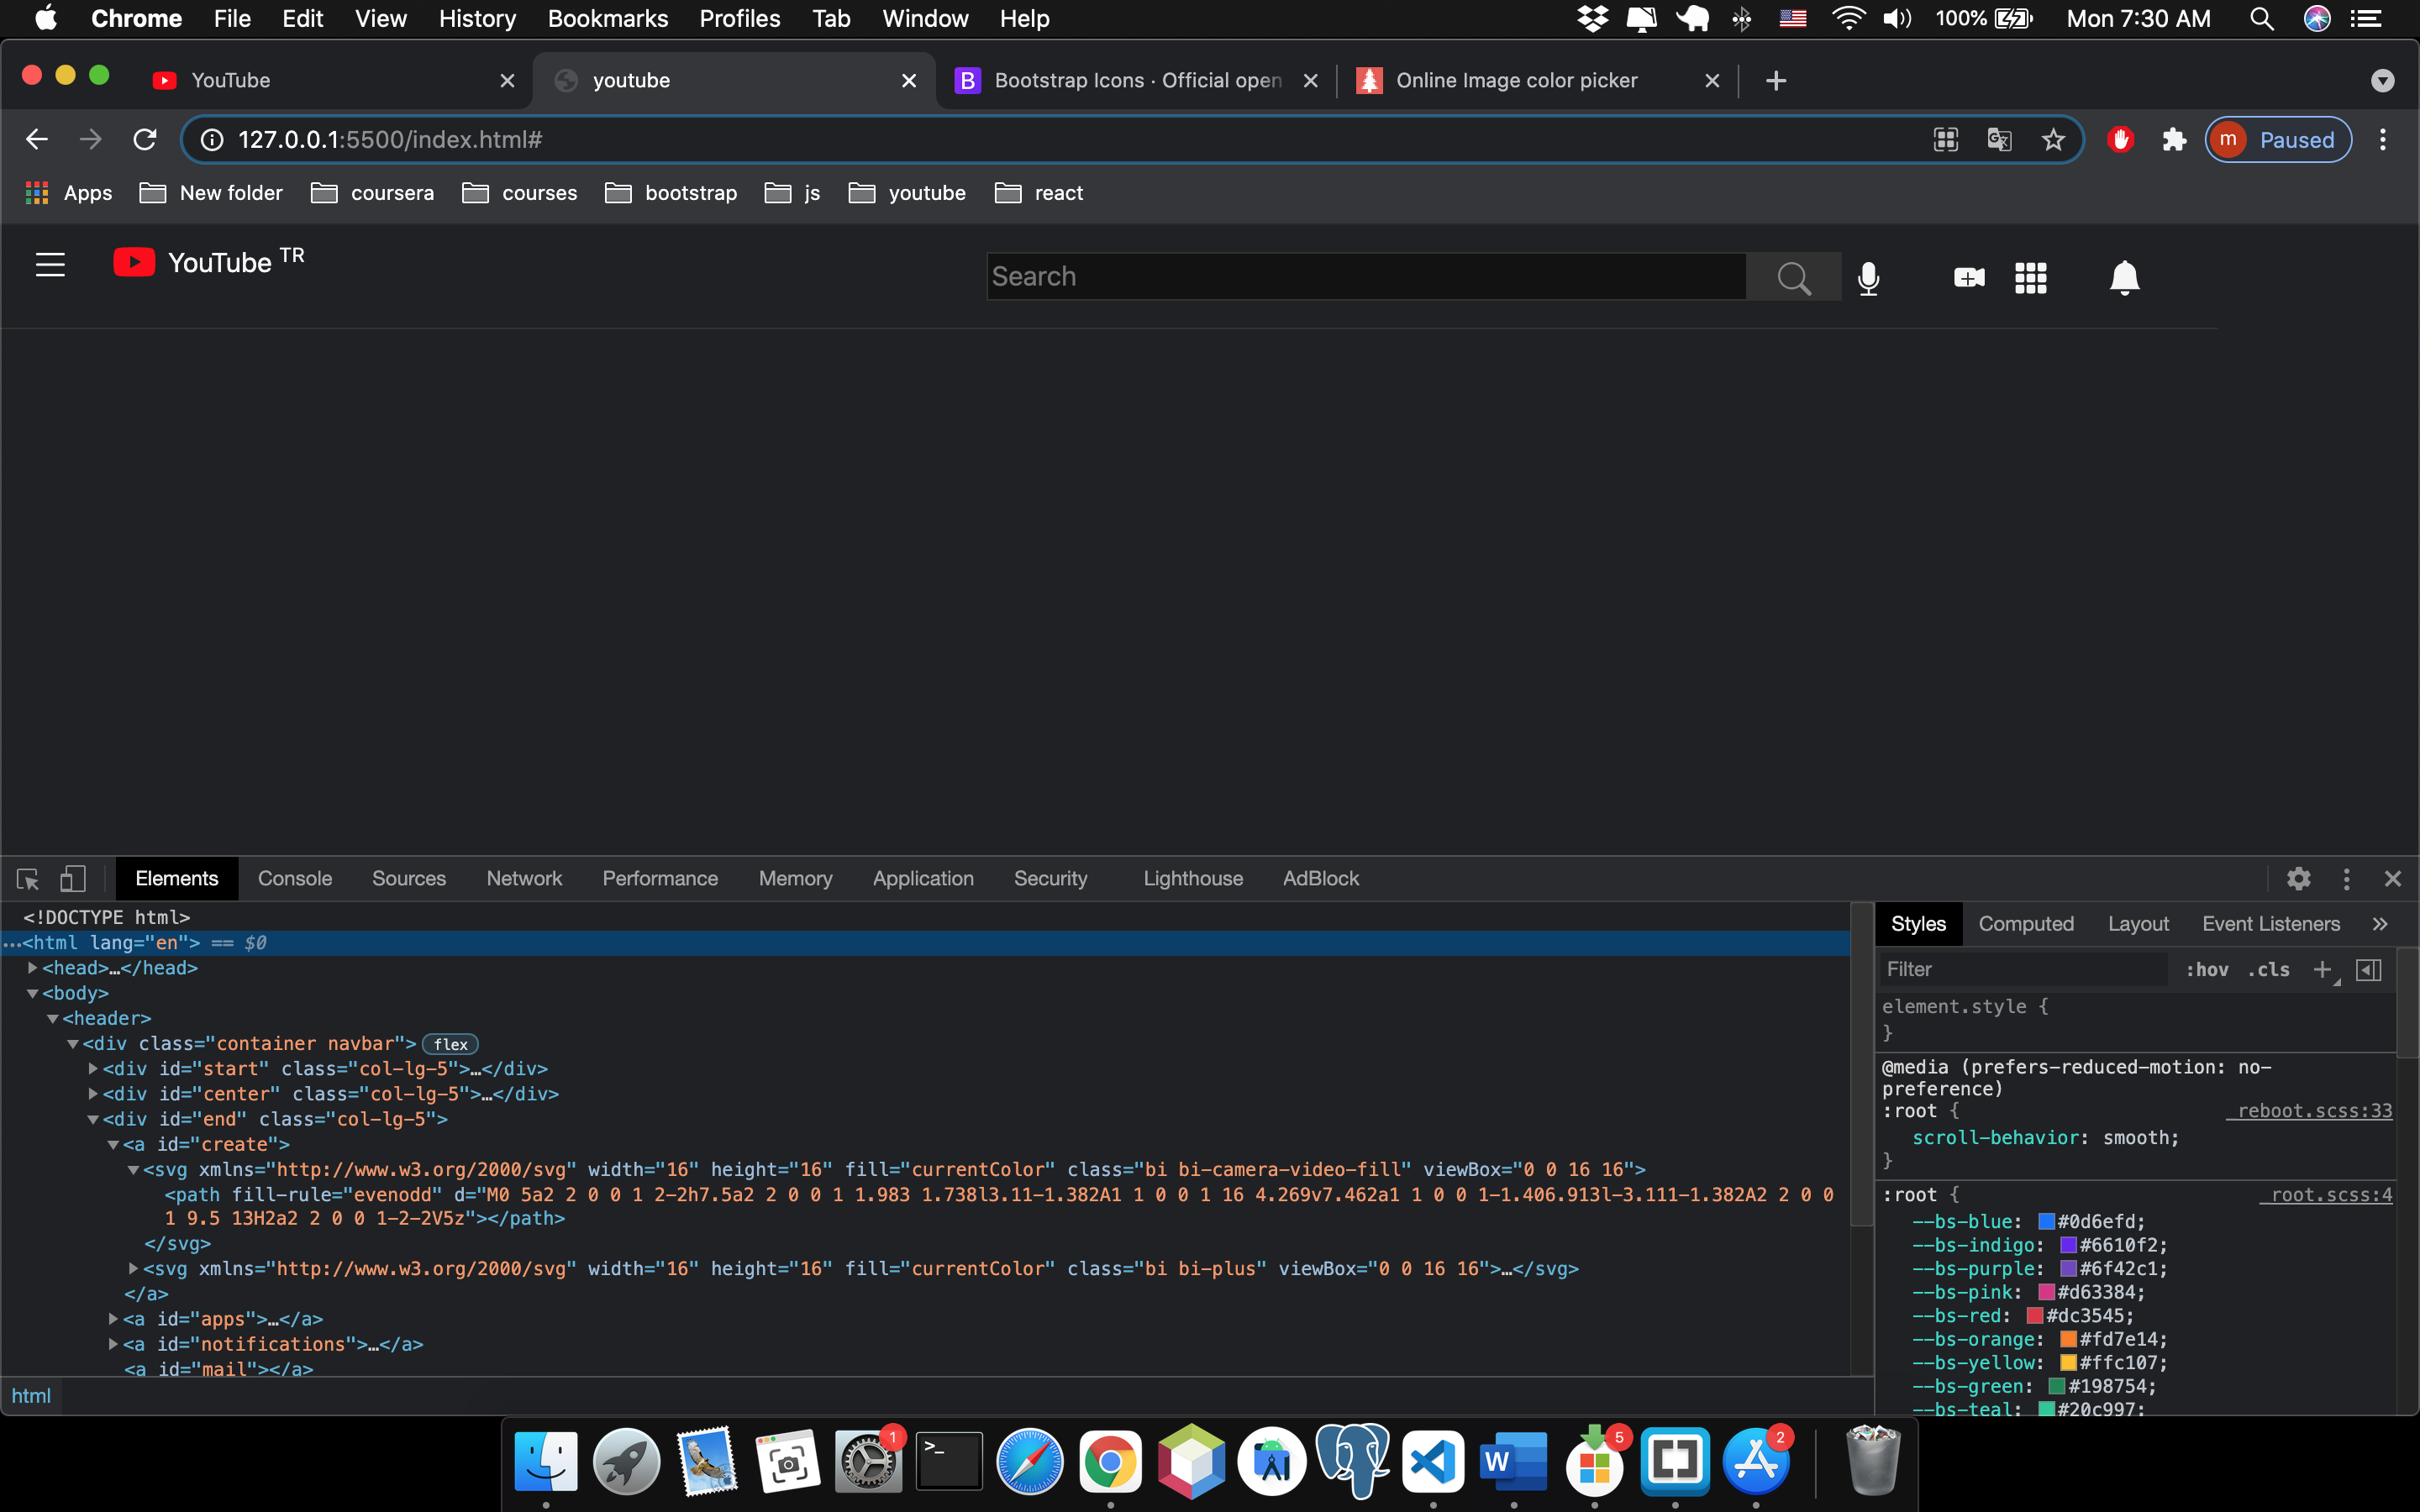 Chrome File Edit View History Bookmarks Profiles Tab Window Help 100% Mon 7:30 AM
YouTube youtube B Bootstrap Icons · Official open Online Image color picker
127.0.0.1:5500/index.html# m Paused
Apps New folder coursera courses bootstrap js youtube react
YouTube TR Search
Elements Console Sources Network Performance Memory Application Security Lighthouse AdBlock
<!DOCTYPE html>
…<html lang="en"> == $0
<head>…</head>
<body>
<header>
<div class="container navbar"> flex
<div id="start" class="col-lg-5">…</div>
<div id="center" class="col-lg-5">…</div>
<div id="end" class="col-lg-5">
<a id="create">
<svg xmlns="http://www.w3.org/2000/svg" width="16" height="16" fill="currentColor" class="bi bi-camera-video-fill" viewBox="0 0 16 16">
<path fill-rule="evenodd" d="M0 5a2 2 0 0 1 2-2h7.5a2 2 0 0 1 1.983 1.738l3.11-1.382A1 1 0 0 1 16 4.269v7.462a1 1 0 0 1-1.406.913l-3.111-1.382A2 2 0 0
1 9.5 13H2a2 2 0 0 1-2-2V5z"></path>
</svg>
<svg xmlns="http://www.w3.org/2000/svg" width="16" height="16" fill="currentColor" class="bi bi-plus" viewBox="0 0 16 16">…</svg>
</a>
<a id="apps">…</a>
<a id="notifications">…</a>
<a id="mail"></a>
html
Styles Computed Layout Event Listeners »
Filter :hov .cls +
element.style {
}
@media (prefers-reduced-motion: no-
preference)
:root { _reboot.scss:33
scroll-behavior: smooth;
}
:root { _root.scss:4
--bs-blue: #0d6efd;
--bs-indigo: #6610f2;
--bs-purple: #6f42c1;
--bs-pink: #d63384;
--bs-red: #dc3545;
--bs-orange: #fd7e14;
--bs-yellow: #ffc107;
--bs-green: #198754;
--bs-teal: #20c997;
1 >_ W 5 2